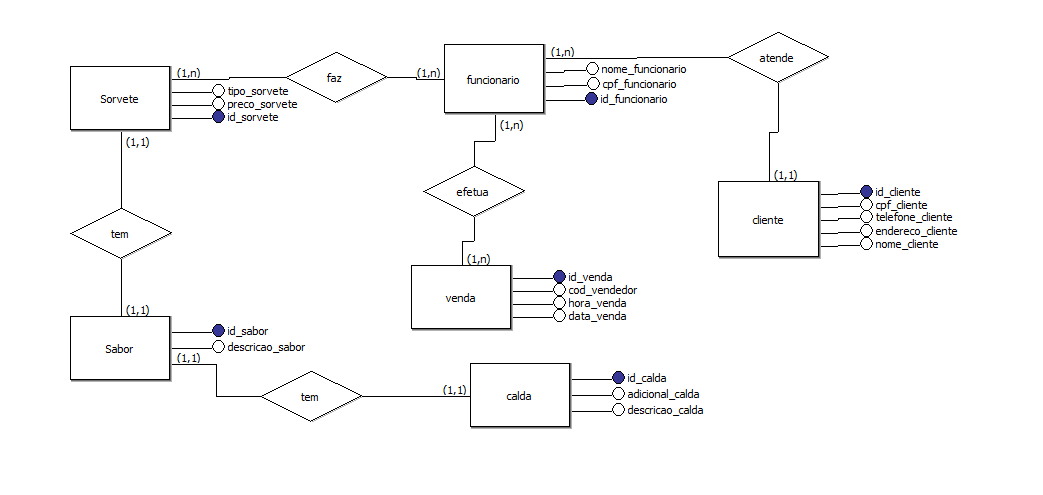 (1,n)
atende
Sorvete
(1,n)
faz
(1,n)
funcionario
nome_funcionario
cpf_funcionario
id_funcionario
tipo_sorvete
preco_sorvete
id_sorvete
(1,1)
(1,n)
(1,1)
efetua
cliente
id_cliente
cpf_cliente
telefone_cliente
endereco_cliente
nome_cliente
tem
(1,n)
venda
id_venda
cod_vendedor
hora_venda
data_venda
(1,1)
Sabor
id_sabor
descricao_sabor
(1,1)
tem
(1,1)
calda
id_calda
adicional_calda
descricao_calda